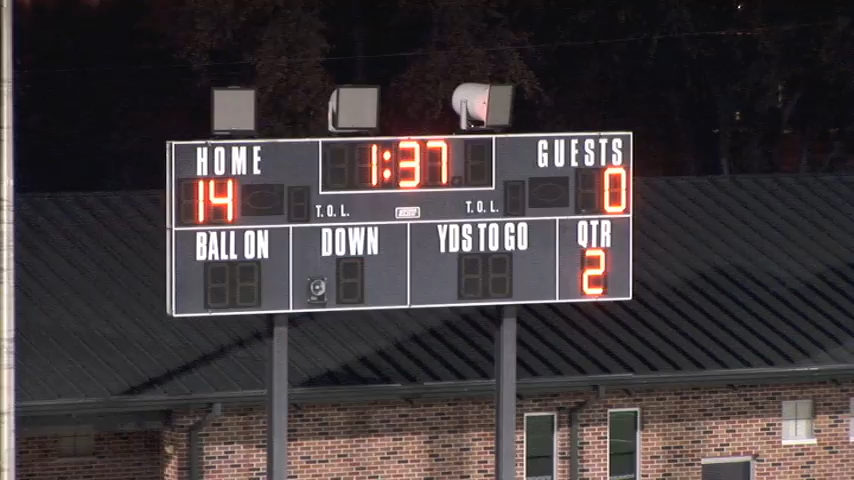 HOME 1:37 GUESTS
14 0
T. O. L. T. O. L.
BALL ON DOWN YDS TO GO QTR
2